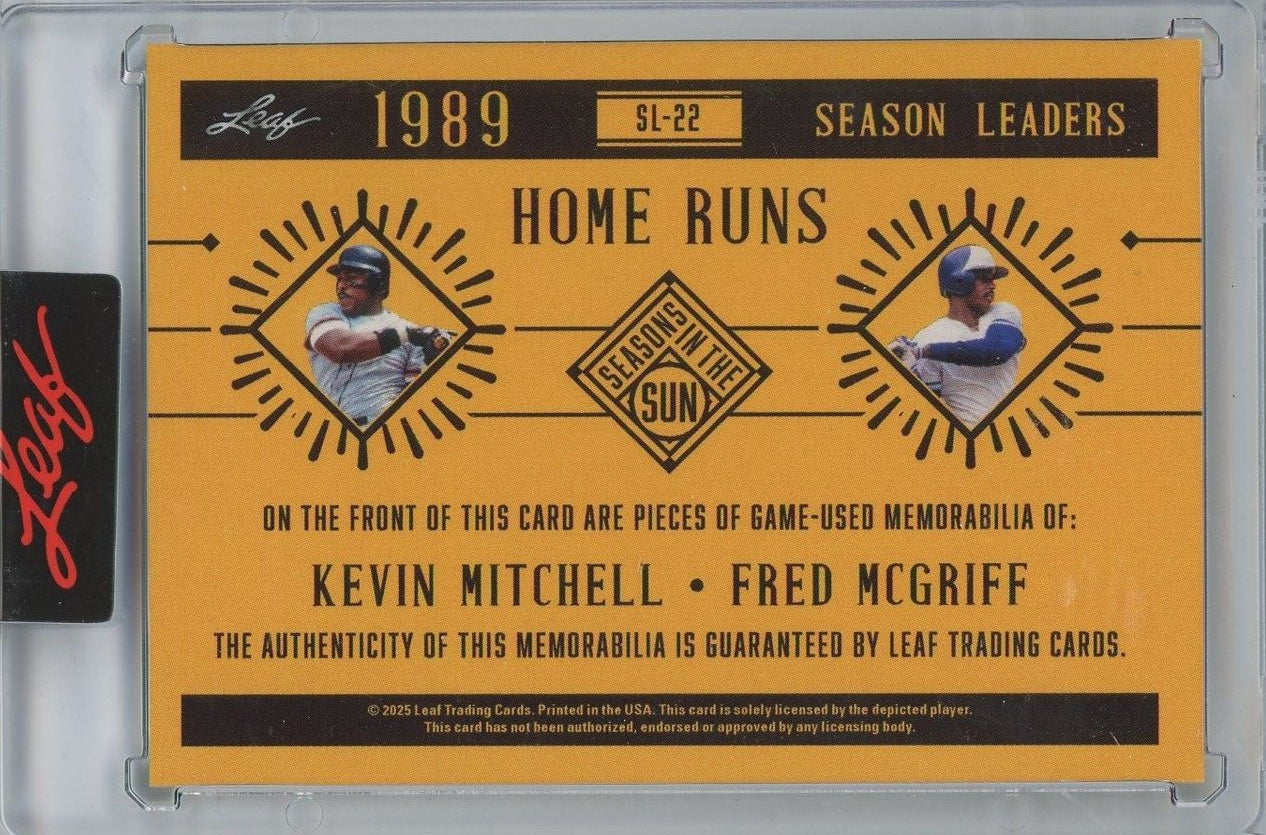 Leaf 1989 SL-22 SEASON LEADERS
HOME RUNS
SEASONS IN THE
SUN
Leaf
ON THE FRONT OF THIS CARD ARE PIECES OF GAME-USED MEMORABILIA OF:
KEVIN MITCHELL • FRED MCGRIFF
THE AUTHENTICITY OF THIS MEMORABILIA IS GUARANTEED BY LEAF TRADING CARDS.
© 2025 Leaf Trading Cards. Printed in the USA. This card is solely licensed by the depicted player.
This card has not been authorized, endorsed or approved by any licensing body.